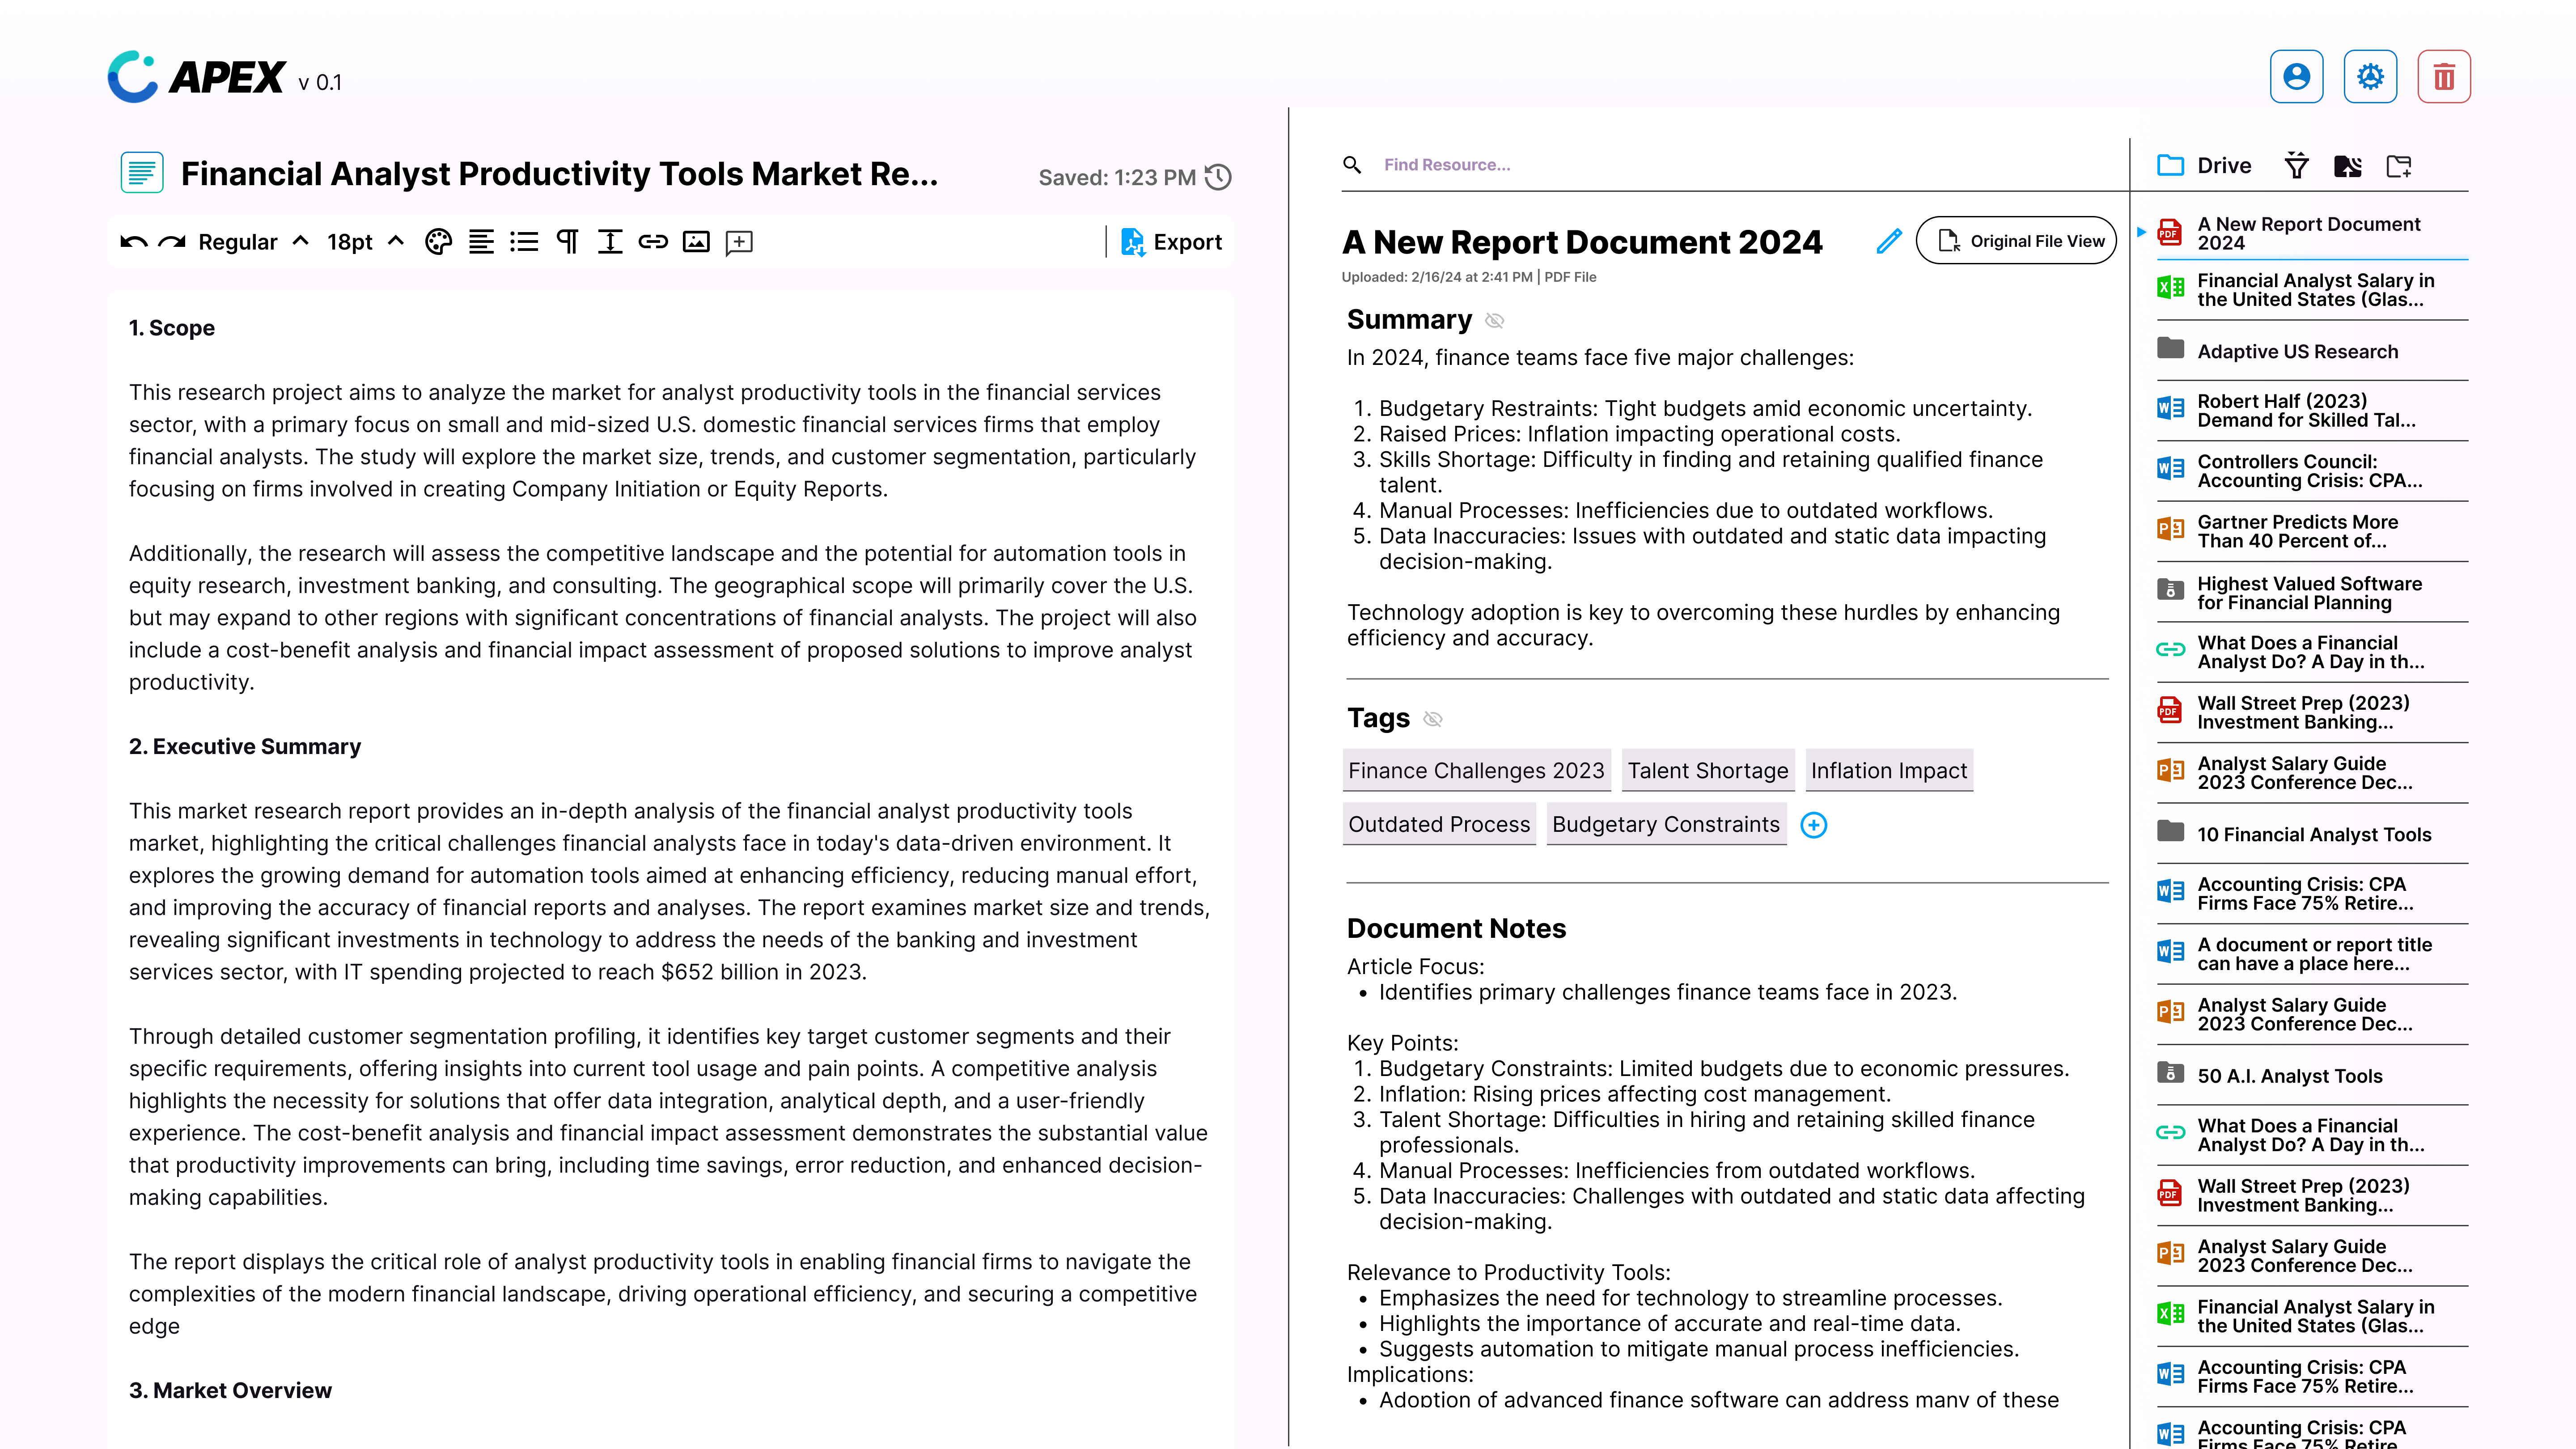 APEX v 0.1
Financial Analyst Productivity Tools Market Re...
Saved: 1:23 PM
Regular
18pt
Export
1. Scope
This research project aims to analyze the market for analyst productivity tools in the financial services
sector, with a primary focus on small and mid-sized U.S. domestic financial services firms that employ
financial analysts. The study will explore the market size, trends, and customer segmentation, particularly
focusing on firms involved in creating Company Initiation or Equity Reports.
Additionally, the research will assess the competitive landscape and the potential for automation tools in
equity research, investment banking, and consulting. The geographical scope will primarily cover the U.S.
but may expand to other regions with significant concentrations of financial analysts. The project will also
include a cost-benefit analysis and financial impact assessment of proposed solutions to improve analyst
productivity.
2. Executive Summary
This market research report provides an in-depth analysis of the financial analyst productivity tools
market, highlighting the critical challenges financial analysts face in today's data-driven environment. It
explores the growing demand for automation tools aimed at enhancing efficiency, reducing manual effort,
and improving the accuracy of financial reports and analyses. The report examines market size and trends,
revealing significant investments in technology to address the needs of the banking and investment
services sector, with IT spending projected to reach $652 billion in 2023.
Through detailed customer segmentation profiling, it identifies key target customer segments and their
specific requirements, offering insights into current tool usage and pain points. A competitive analysis
highlights the necessity for solutions that offer data integration, analytical depth, and a user-friendly
experience. The cost-benefit analysis and financial impact assessment demonstrates the substantial value
that productivity improvements can bring, including time savings, error reduction, and enhanced decision-
making capabilities.
The report displays the critical role of analyst productivity tools in enabling financial firms to navigate the
complexities of the modern financial landscape, driving operational efficiency, and securing a competitive
edge
3. Market Overview
Find Resource...
A New Report Document 2024
Original File View
Uploaded: 2/16/24 at 2:41 PM | PDF File
Summary
In 2024, finance teams face five major challenges:
1. Budgetary Restraints: Tight budgets amid economic uncertainty.
2. Raised Prices: Inflation impacting operational costs.
3. Skills Shortage: Difficulty in finding and retaining qualified finance
talent.
4. Manual Processes: Inefficiencies due to outdated workflows.
5. Data Inaccuracies: Issues with outdated and static data impacting
decision-making.
Technology adoption is key to overcoming these hurdles by enhancing
efficiency and accuracy.
Tags
Finance Challenges 2023
Talent Shortage
Inflation Impact
Outdated Process
Budgetary Constraints
Document Notes
Article Focus:
• Identifies primary challenges finance teams face in 2023.
Key Points:
1. Budgetary Constraints: Limited budgets due to economic pressures.
2. Inflation: Rising prices affecting cost management.
3. Talent Shortage: Difficulties in hiring and retaining skilled finance
professionals.
4. Manual Processes: Inefficiencies from outdated workflows.
5. Data Inaccuracies: Challenges with outdated and static data affecting
decision-making.
Relevance to Productivity Tools:
• Emphasizes the need for technology to streamline processes.
• Highlights the importance of accurate and real-time data.
• Suggests automation to mitigate manual process inefficiencies.
Implications:
• Adoption of advanced finance software can address many of these
Drive
PDF
A New Report Document
2024
X
Financial Analyst Salary in
the United States (Glas...
Adaptive US Research
W
Robert Half (2023)
Demand for Skilled Tal...
W
Controllers Council:
Accounting Crisis: CPA...
P
Gartner Predicts More
Than 40 Percent of...
Highest Valued Software
for Financial Planning
What Does a Financial
Analyst Do? A Day in th...
PDF
Wall Street Prep (2023)
Investment Banking...
P
Analyst Salary Guide
2023 Conference Dec...
10 Financial Analyst Tools
W
Accounting Crisis: CPA
Firms Face 75% Retire...
W
A document or report title
can have a place here...
P
Analyst Salary Guide
2023 Conference Dec...
50 A.I. Analyst Tools
What Does a Financial
Analyst Do? A Day in th...
PDF
Wall Street Prep (2023)
Investment Banking...
P
Analyst Salary Guide
2023 Conference Dec...
X
Financial Analyst Salary in
the United States (Glas...
W
Accounting Crisis: CPA
Firms Face 75% Retire...
W
Accounting Crisis: CPA
Firms Face 75% Retire